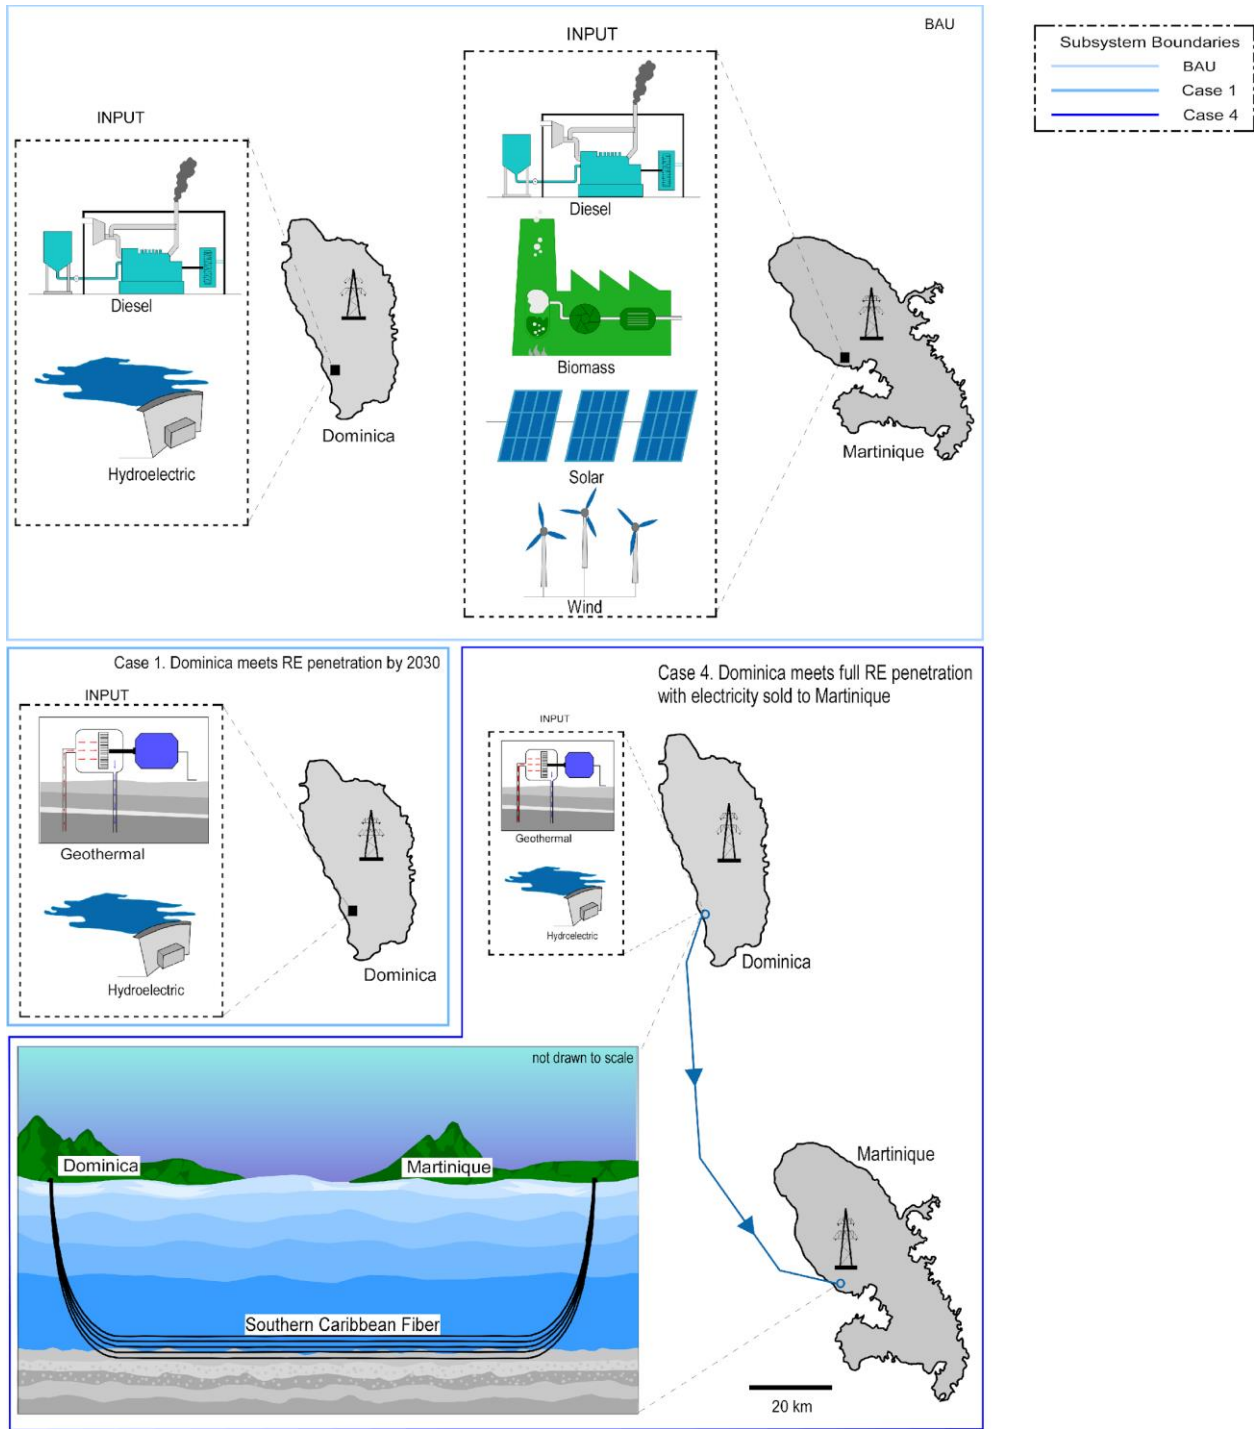 BAU
INPUT
Diesel
Hydroelectric
Dominica
INPUT
Diesel
Biomass
Solar
Wind
Martinique
Subsystem Boundaries
BAU
Case 1
Case 4
Case 1. Dominica meets RE penetration by 2030
INPUT
Geothermal
Hydroelectric
Dominica
Case 4. Dominica meets full RE penetration
with electricity sold to Martinique
INPUT
Geothermal
Hydroelectric
Dominica
Martinique
not drawn to scale
Dominica
Martinique
Southern Caribbean Fiber
20 km